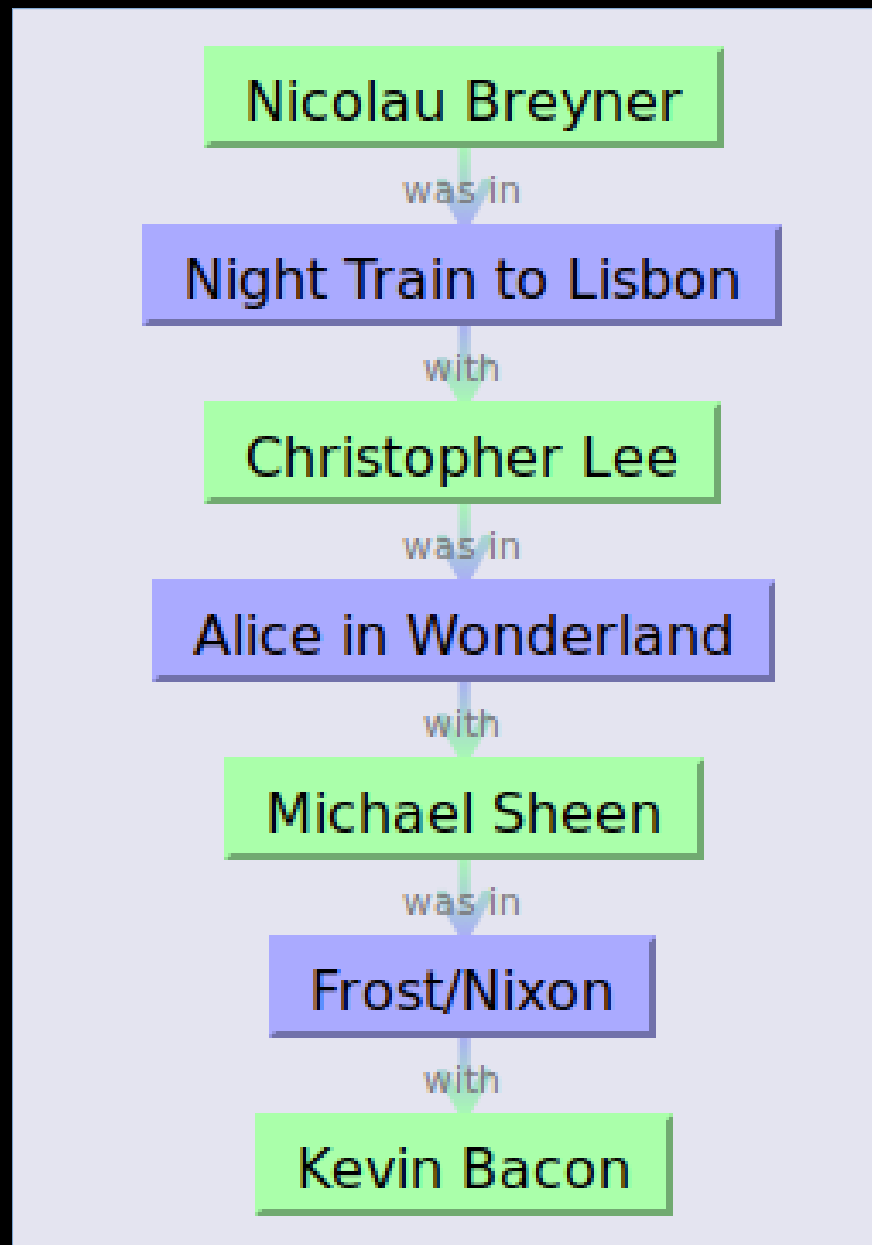 Nicolau Breyner
was in
Night Train to Lisbon
with
Christopher Lee
was in
Alice in Wonderland
with
Michael Sheen
was in
Frost/Nixon
with
Kevin Bacon